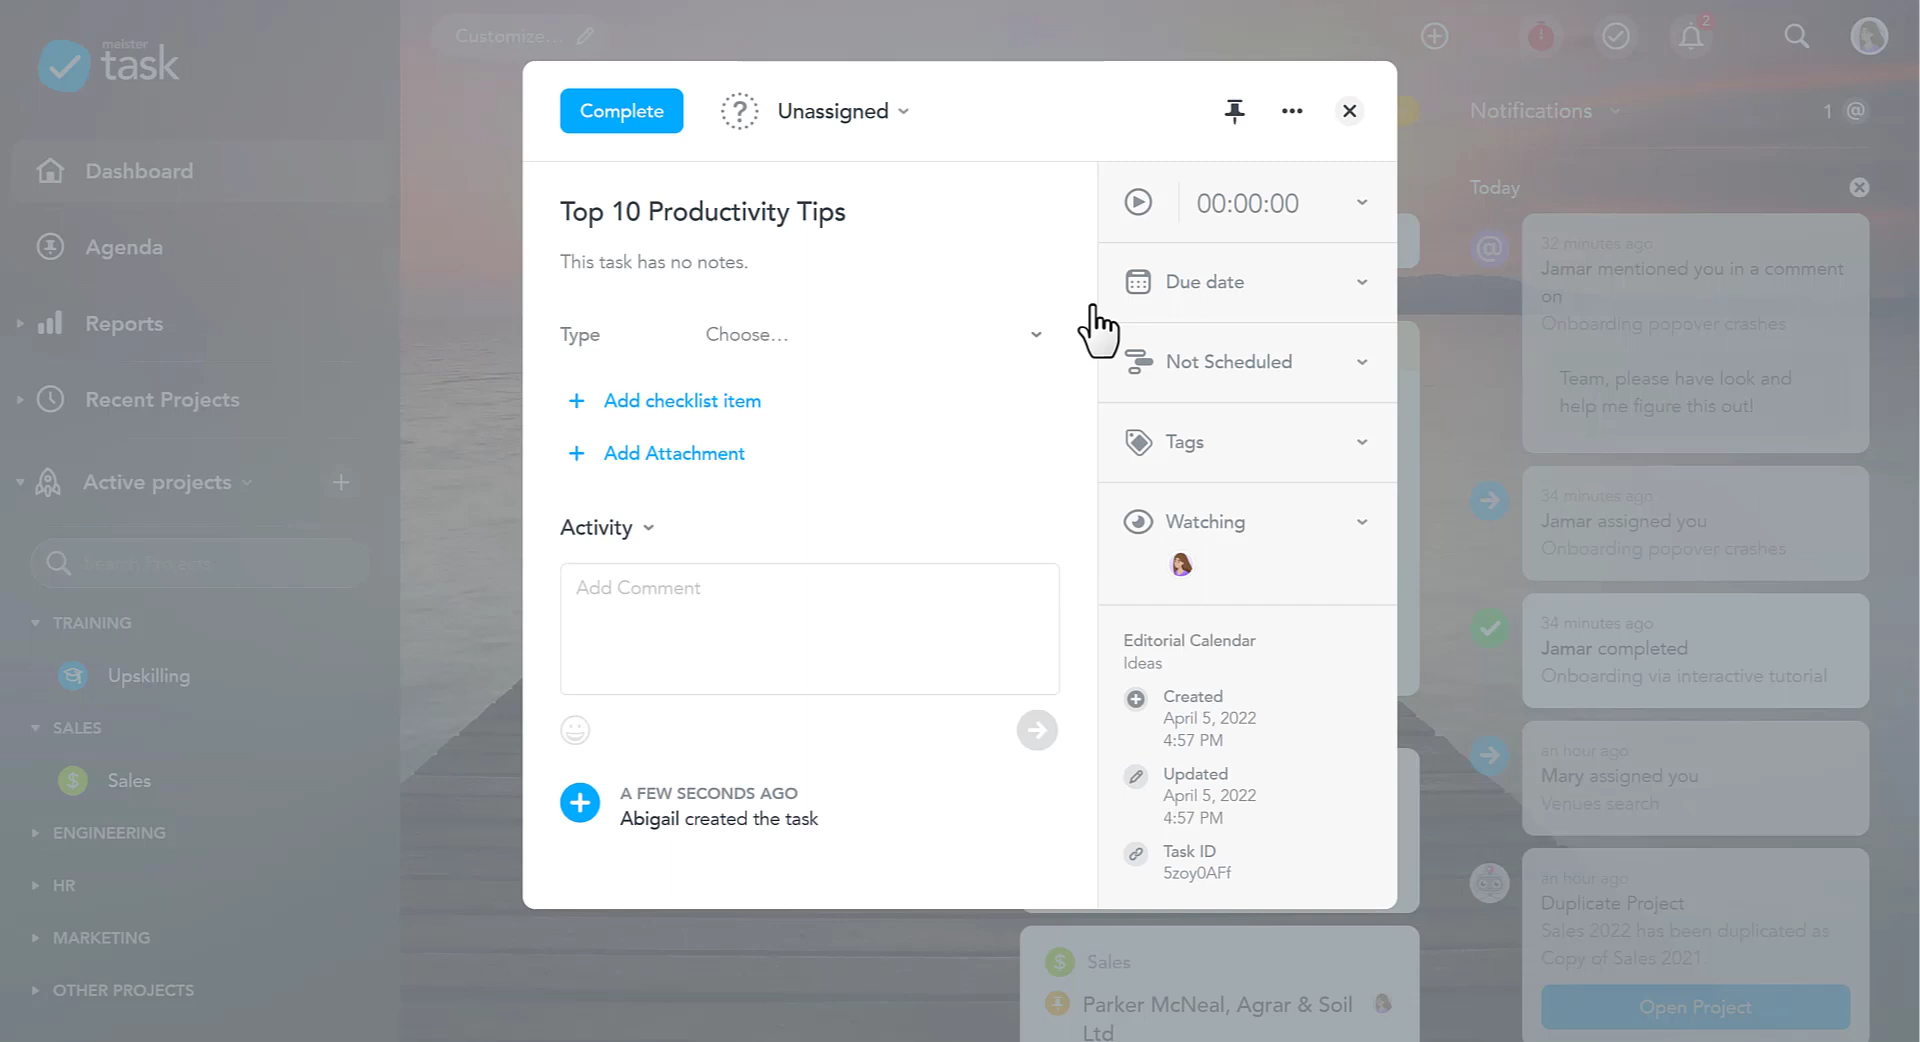 meister
task
Dashboard
Agenda
Reports
Recent Projects
Active projects
Search Projects
TRAINING
Upskilling
SALES
Sales
ENGINEERING
HR
MARKETING
OTHER PROJECTS
Customize...
2
Complete
Unassigned
Top 10 Productivity Tips
This task has no notes.
Type
Choose...
Add checklist item
Add Attachment
Activity
Add Comment
A FEW SECONDS AGO
Abigail created the task
00:00:00
Due date
Not Scheduled
Tags
Watching
Editorial Calendar
Ideas
Created
April 5, 2022
4:57 PM
Updated
April 5, 2022
4:57 PM
Task ID
5zoy0AFf
Sales
Parker McNeal, Agrar & Soil
Ltd
Notifications
1 @
Today
@
32 minutes ago
Jamar mentioned you in a comment
on
Onboarding popover crashes
Team, please have look and
help me figure this out!
34 minutes ago
Jamar assigned you
Onboarding popover crashes
34 minutes ago
Jamar completed
Onboarding via interactive tutorial
an hour ago
Mary assigned you
Venues search
an hour ago
Duplicate Project
Sales 2022 has been duplicated as
Copy of Sales 2021.
Open Project